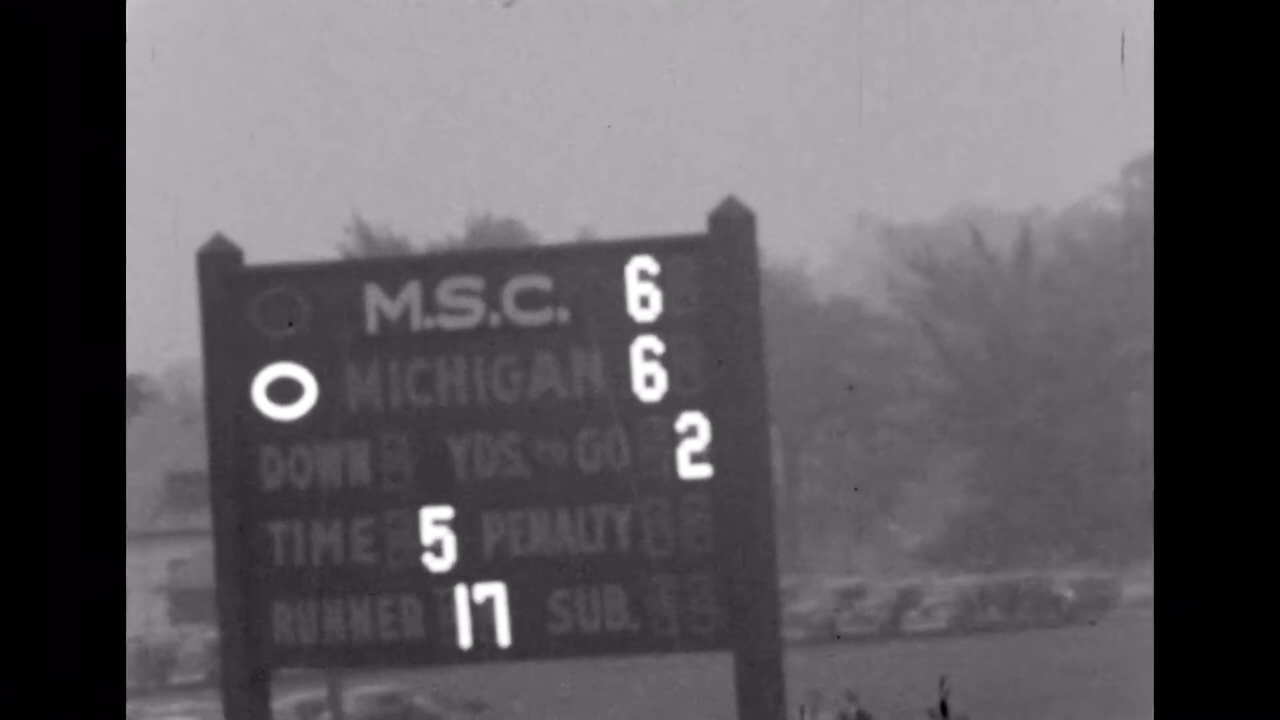 M.S.C. 6
MICHIGAN 6
DOWN YDS TO GO 2
TIME 5 PENALTY
RUNNER 17 SUB.